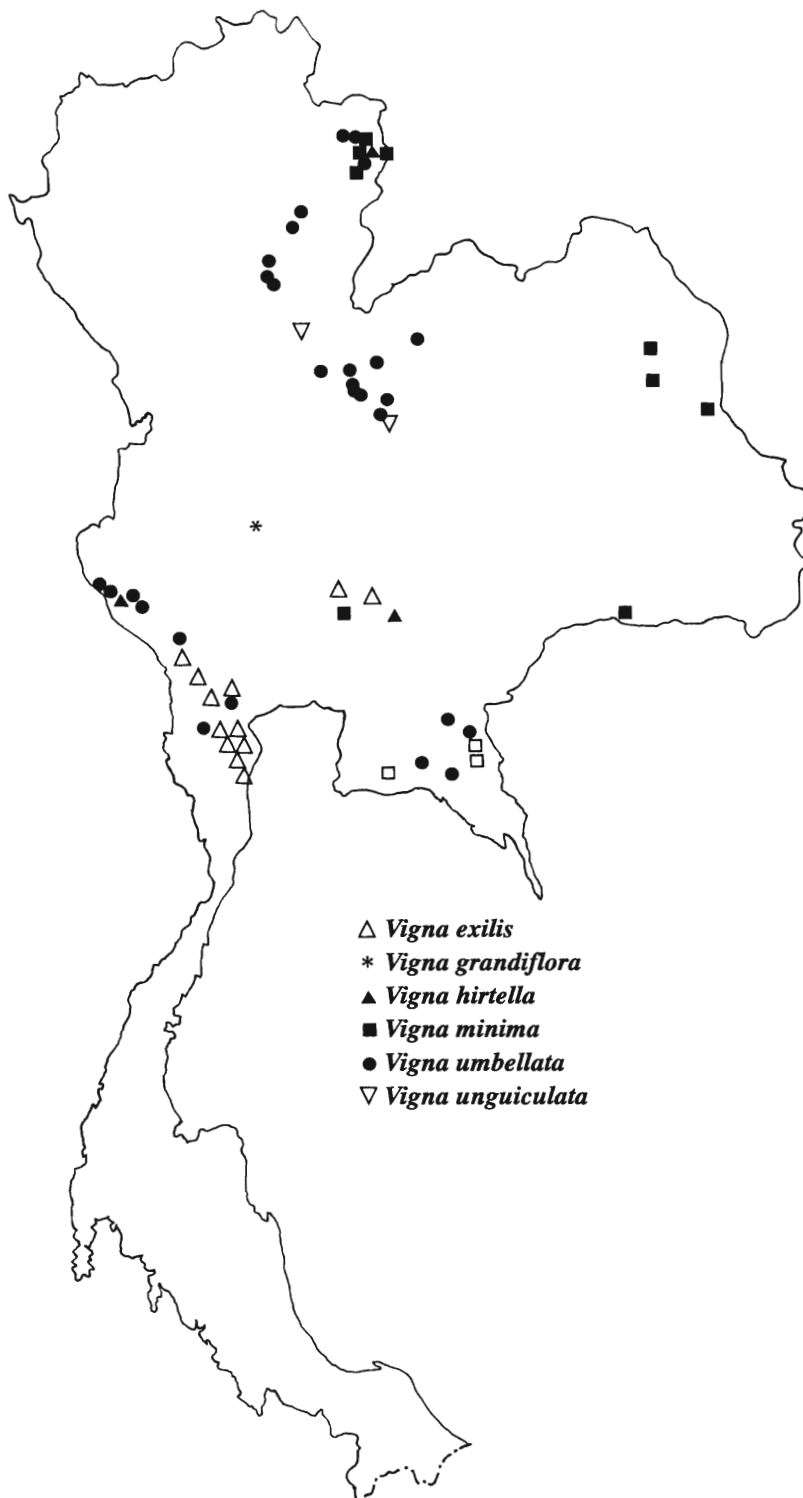 △ Vigna exilis
* Vigna grandiflora
▲ Vigna hirtella
■ Vigna minima
● Vigna umbellata
▽ Vigna unguiculata